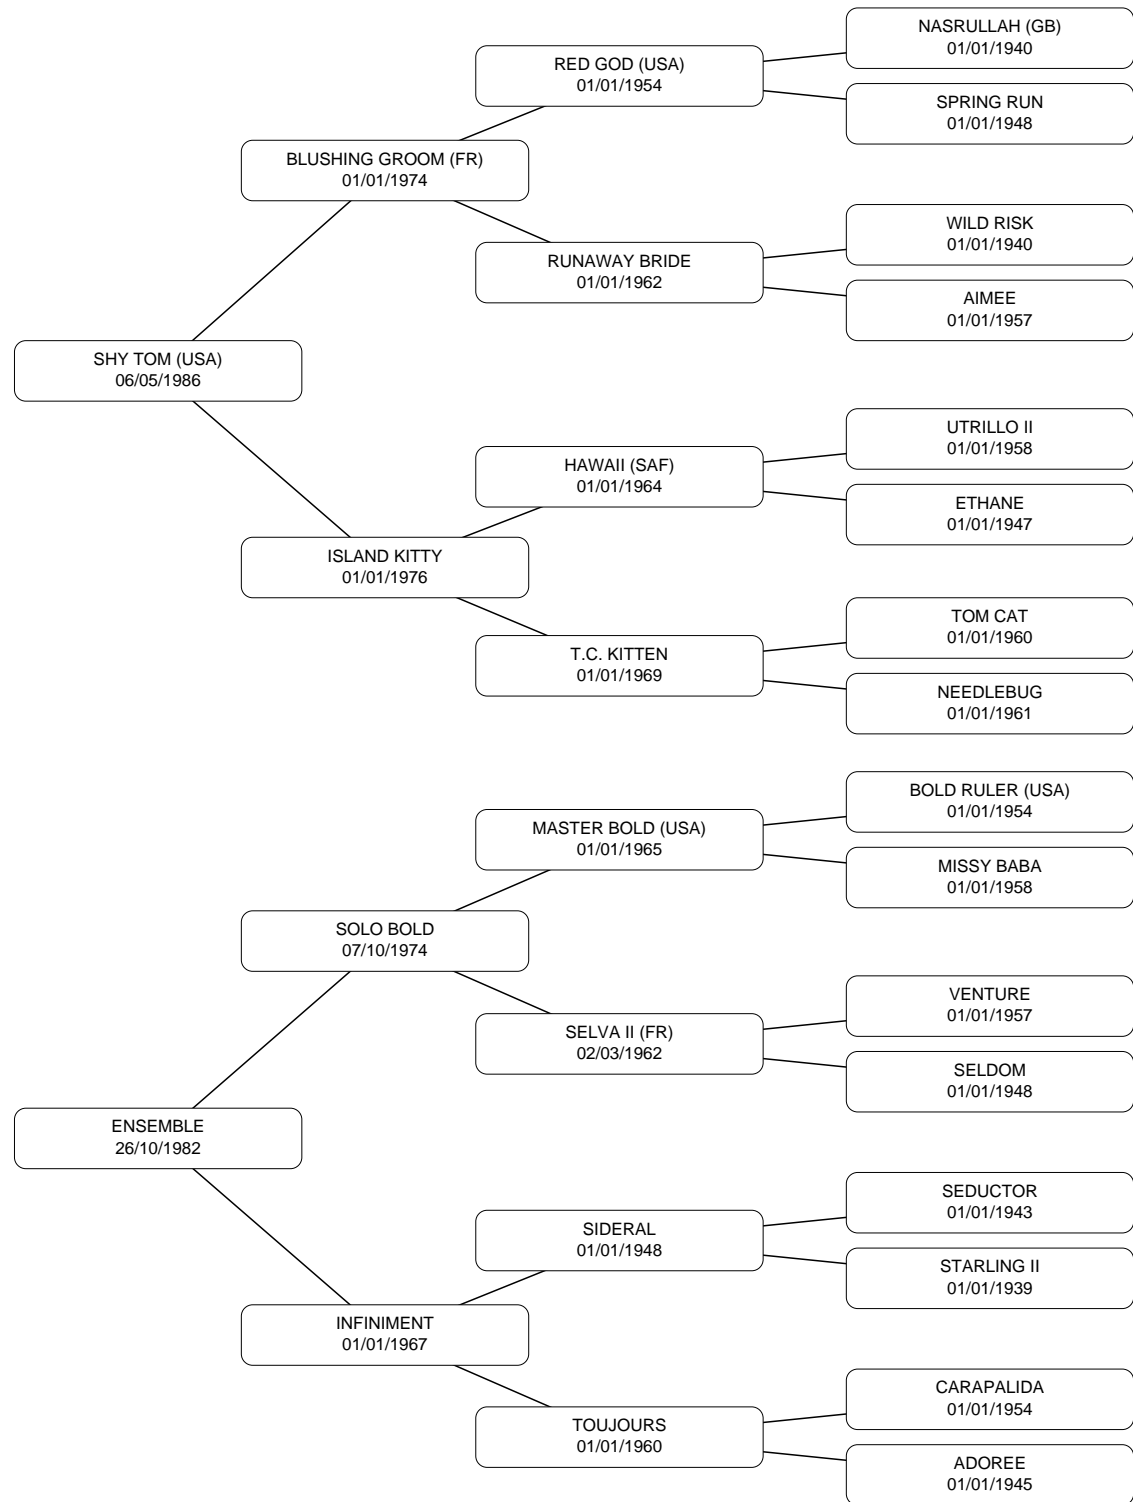 NASRULLAH (GB)
01/01/1940
RED GOD (USA)
01/01/1954
SPRING RUN
01/01/1948
BLUSHING GROOM (FR)
01/01/1974
WILD RISK
01/01/1940
RUNAWAY BRIDE
01/01/1962
AIMEE
01/01/1957
SHY TOM (USA)
06/05/1986
UTRILLO II
01/01/1958
HAWAII (SAF)
01/01/1964
ETHANE
01/01/1947
ISLAND KITTY
01/01/1976
TOM CAT
01/01/1960
T.C. KITTEN
01/01/1969
NEEDLEBUG
01/01/1961
BOLD RULER (USA)
01/01/1954
MASTER BOLD (USA)
01/01/1965
MISSY BABA
01/01/1958
SOLO BOLD
07/10/1974
VENTURE
01/01/1957
SELVA II (FR)
02/03/1962
SELDOM
01/01/1948
ENSEMBLE
26/10/1982
SEDUCTOR
01/01/1943
SIDERAL
01/01/1948
STARLING II
01/01/1939
INFINIMENT
01/01/1967
CARAPALIDA
01/01/1954
TOUJOURS
01/01/1960
ADOREE
01/01/1945